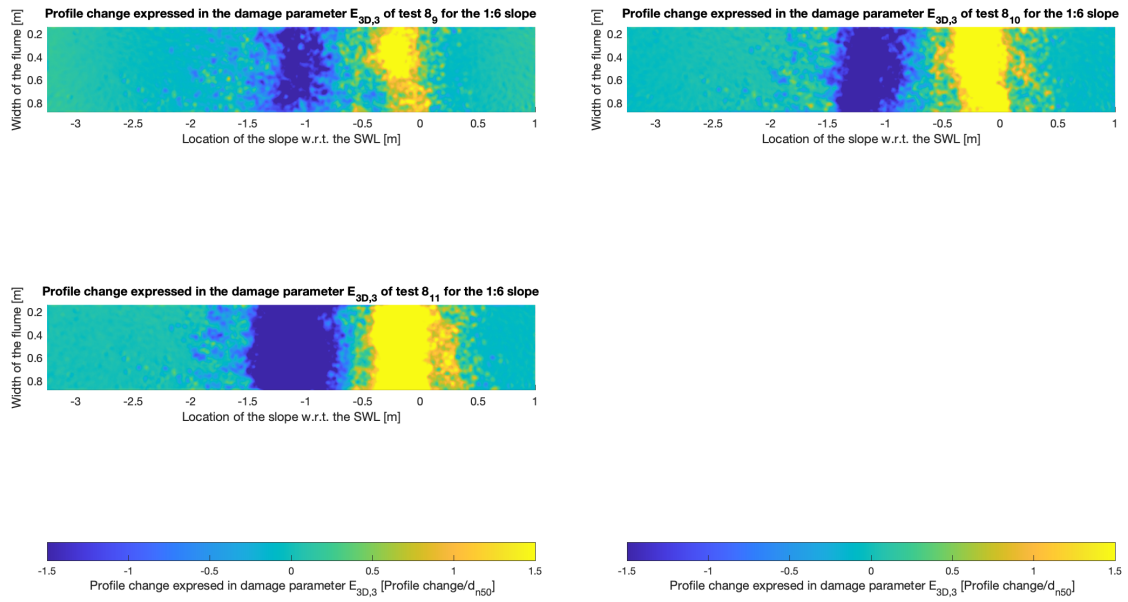 Profile change expressed in the damage parameter E3D,3 of test 89 for the 1:6 slope
Width of the flume [m]
0.2
0.4
0.6
0.8
-3 -2.5 -2 -1.5 -1 -0.5 0 0.5 1
Location of the slope w.r.t. the SWL [m]
Profile change expressed in the damage parameter E3D,3 of test 810 for the 1:6 slope
Width of the flume [m]
0.2
0.4
0.6
0.8
-3 -2.5 -2 -1.5 -1 -0.5 0 0.5 1
Location of the slope w.r.t. the SWL [m]
Profile change expressed in the damage parameter E3D,3 of test 811 for the 1:6 slope
Width of the flume [m]
0.2
0.4
0.6
0.8
-3 -2.5 -2 -1.5 -1 -0.5 0 0.5 1
Location of the slope w.r.t. the SWL [m]
-1.5 -1 -0.5 0 0.5 1 1.5
Profile change expresed in damage parameter E3D,3 [Profile change/dn50]
-1.5 -1 -0.5 0 0.5 1 1.5
Profile change expresed in damage parameter E3D,3 [Profile change/dn50]